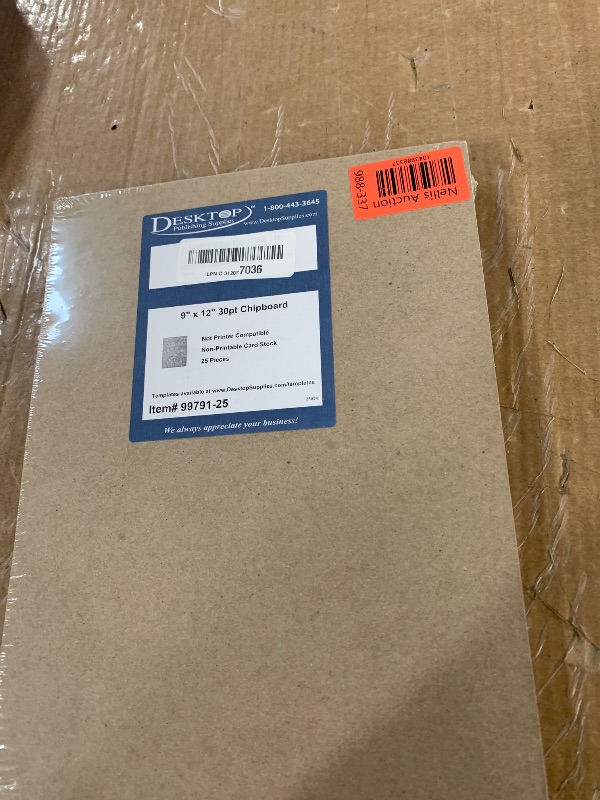 DESKTOP
Publishing Supplies
1-800-443-3645
www.DesktopSupplies.com
7036
9" x 12" 30pt Chipboard
Not Printer Compatible
Non-Printable Card Stock
25 Pieces
Templates available at www.DesktopSupplies.com/templates
Item# 99791-25
We always appreciate your business!
Nellis Auction
988-337